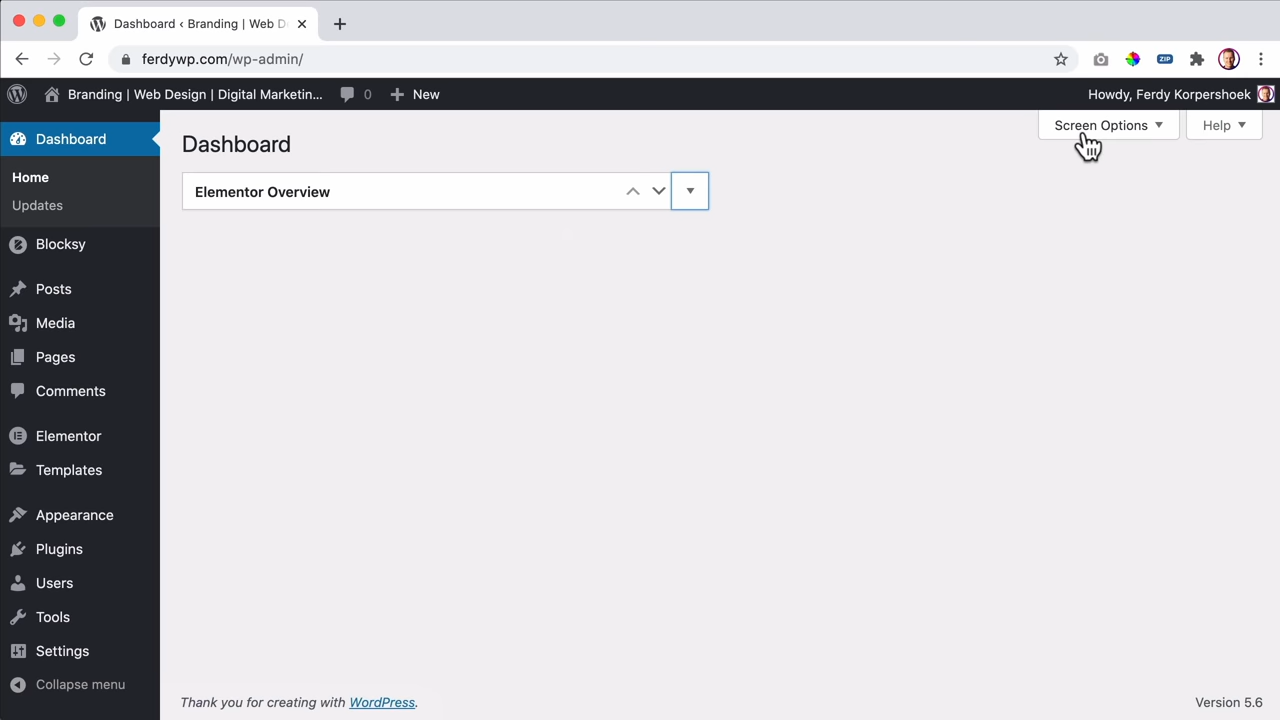 Dashboard ‹ Branding | Web D
ferdywp.com/wp-admin/
ZIP
Branding | Web Design | Digital Marketin...
0
New
Howdy, Ferdy Korpershoek
Dashboard
Home
Updates
Blocksy
Posts
Media
Pages
Comments
Elementor
Templates
Appearance
Plugins
Users
Tools
Settings
Collapse menu
Screen Options
Help
Dashboard
Elementor Overview
Thank you for creating with WordPress.
Version 5.6